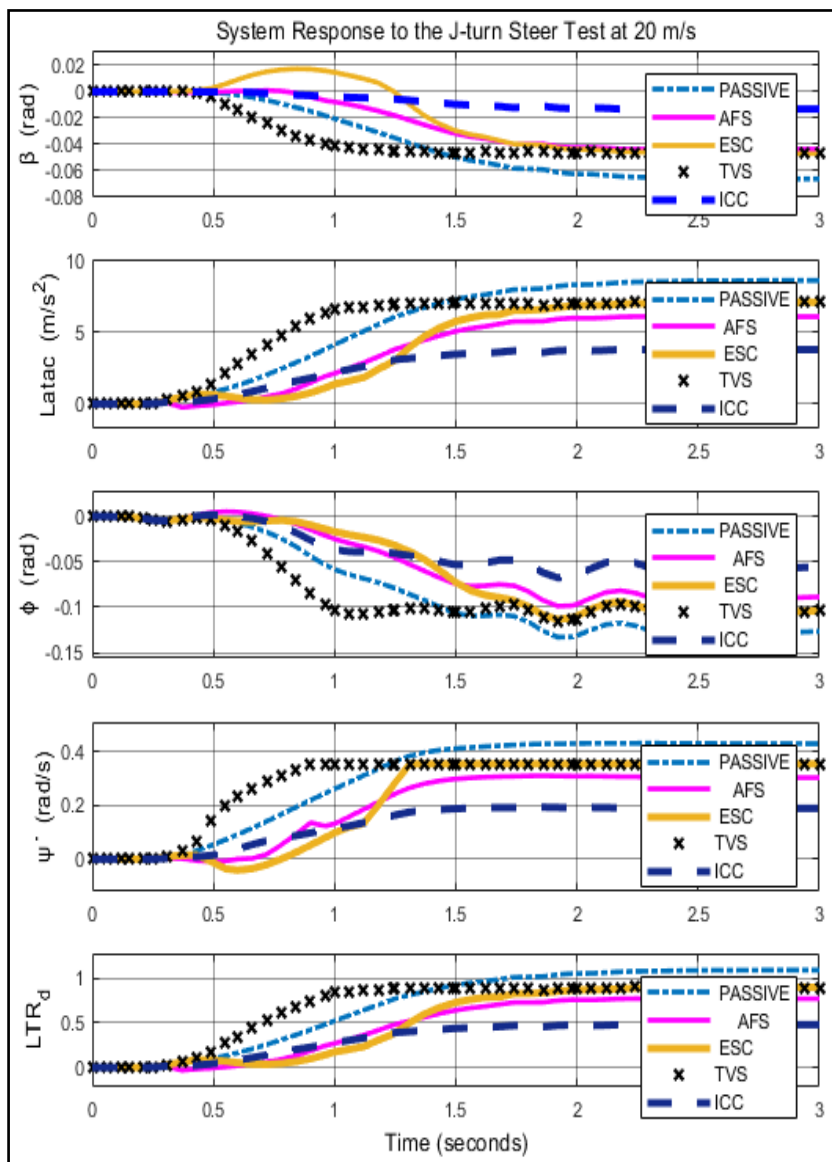 System Response to the J-turn Steer Test at 20 m/s
β (rad)
0.02
0
-0.02
-0.04
-0.06
-0.08
0 0.5 1 1.5 2 2.5 3
PASSIVE
AFS
ESC
TVS
ICC
Latac (m/s²)
10
5
0
0 0.5 1 1.5 2 2.5 3
PASSIVE
AFS
ESC
TVS
ICC
ϕ (rad)
0
-0.05
-0.1
-0.15
0 0.5 1 1.5 2 2.5 3
PASSIVE
AFS
ESC
TVS
ICC
ψ˙ (rad/s)
0.4
0.2
0
0 0.5 1 1.5 2 2.5 3
PASSIVE
AFS
ESC
TVS
ICC
LTR_d
1
0.5
0
0 0.5 1 1.5 2 2.5 3
PASSIVE
AFS
ESC
TVS
ICC
Time (seconds)